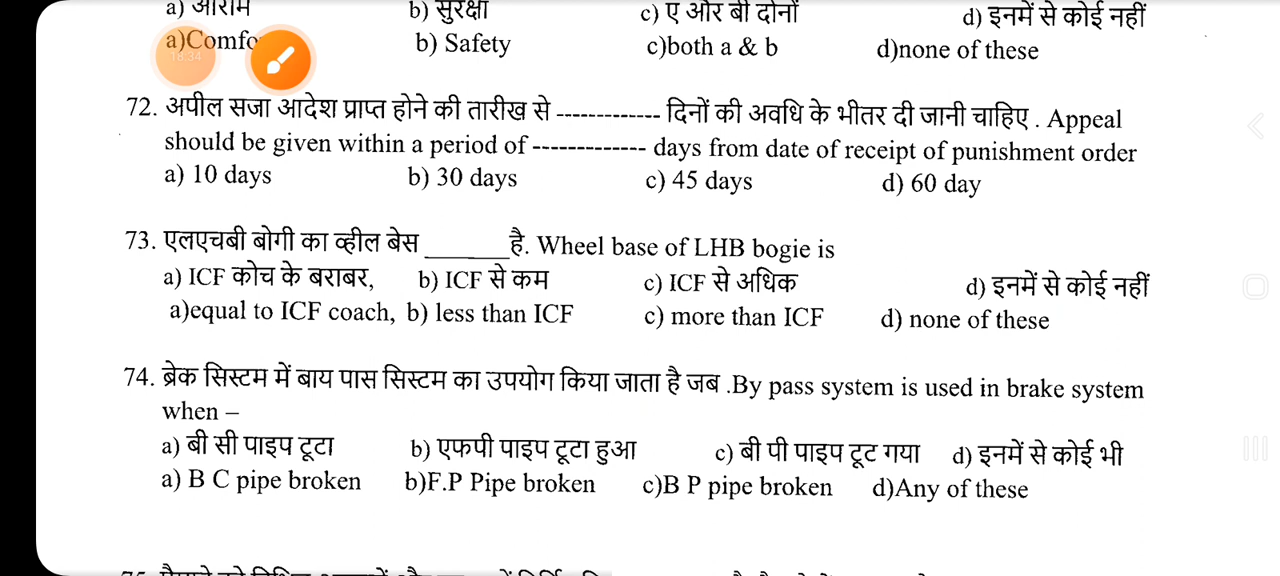 a) आराम b) सुरक्षा c) ए और बी दोनों d) इनमें से कोई नहीं
a)Comfo b) Safety c)both a & b d)none of these
16:34
72. अपील सजा आदेश प्राप्त होने की तारीख से ------------- दिनों की अवधि के भीतर दी जानी चाहिए . Appeal
should be given within a period of ------------- days from date of receipt of punishment order
a) 10 days b) 30 days c) 45 days d) 60 day
73. एलएचबी बोगी का व्हील बेस _______है. Wheel base of LHB bogie is
a) ICF कोच के बराबर, b) ICF से कम c) ICF से अधिक d) इनमें से कोई नहीं
a)equal to ICF coach, b) less than ICF c) more than ICF d) none of these
74. ब्रेक सिस्टम में बाय पास सिस्टम का उपयोग किया जाता है जब .By pass system is used in brake system
when –
a) बी सी पाइप टूटा b) एफपी पाइप टूटा हुआ c) बी पी पाइप टूट गया d) इनमें से कोई भी
a) B C pipe broken b)F.P Pipe broken c)B P pipe broken d)Any of these